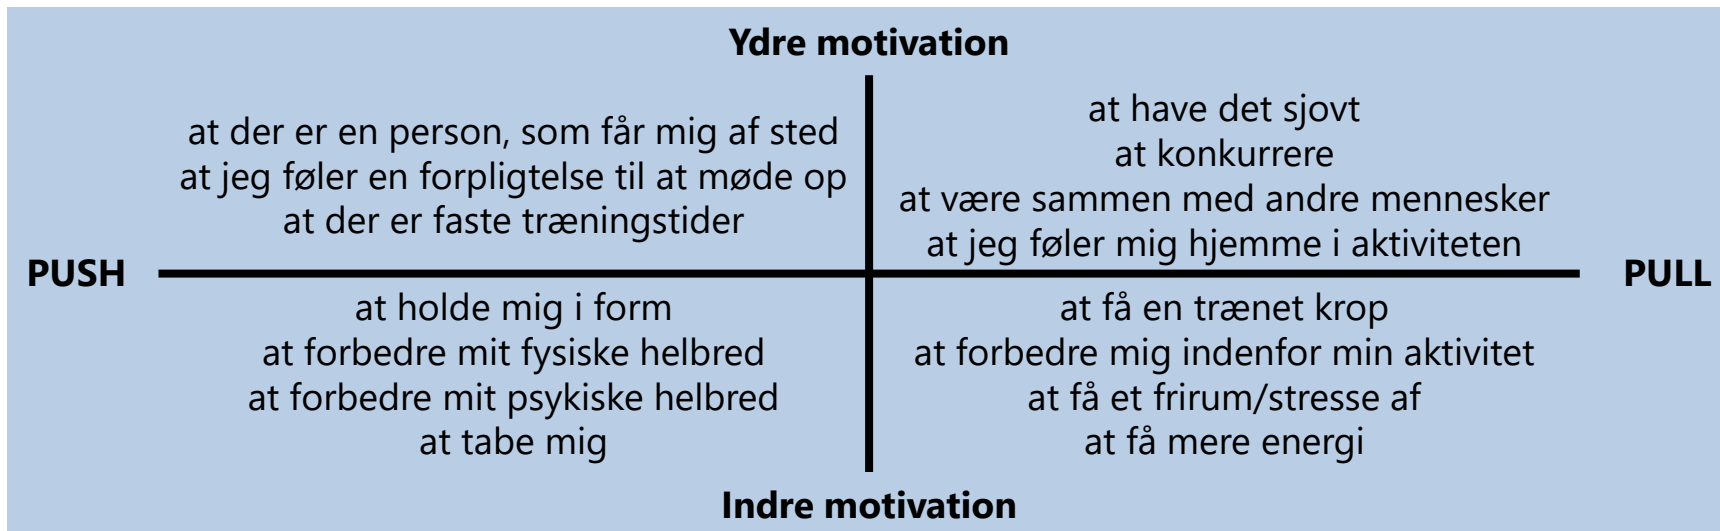 Ydre motivation
at der er en person, som får mig af sted
at jeg føler en forpligtelse til at møde op
at der er faste træningstider
at have det sjovt
at konkurrere
at være sammen med andre mennesker
at jeg føler mig hjemme i aktiviteten
PUSH
PULL
at holde mig i form
at forbedre mit fysiske helbred
at forbedre mit psykiske helbred
at tabe mig
at få en trænet krop
at forbedre mig indenfor min aktivitet
at få et frirum/stresse af
at få mere energi
Indre motivation